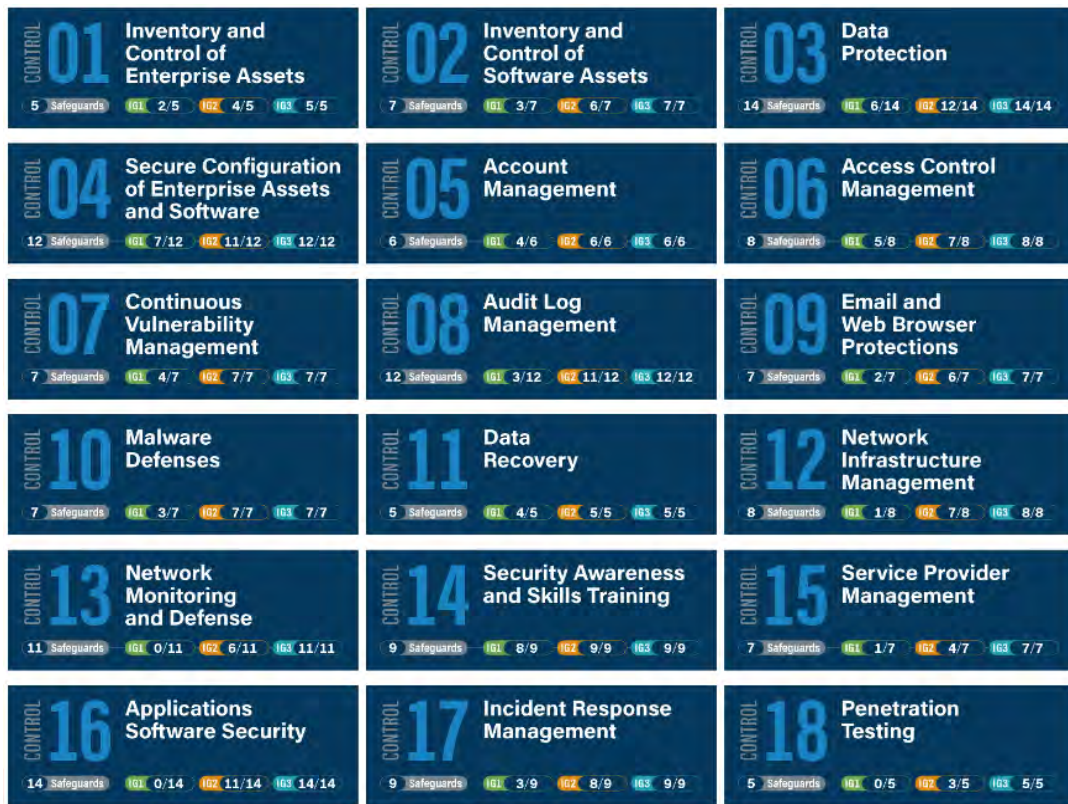 CONTROL 01 Inventory and
Control of
Enterprise Assets
5 Safeguards IG1 2/5 IG2 4/5 IG3 5/5
CONTROL 02 Inventory and
Control of
Software Assets
7 Safeguards IG1 3/7 IG2 6/7 IG3 7/7
CONTROL 03 Data
Protection
14 Safeguards IG1 6/14 IG2 12/14 IG3 14/14
CONTROL 04 Secure Configuration
of Enterprise Assets
and Software
12 Safeguards IG1 7/12 IG2 11/12 IG3 12/12
CONTROL 05 Account
Management
6 Safeguards IG1 4/6 IG2 6/6 IG3 6/6
CONTROL 06 Access Control
Management
8 Safeguards IG1 5/8 IG2 7/8 IG3 8/8
CONTROL 07 Continuous
Vulnerability
Management
7 Safeguards IG1 4/7 IG2 7/7 IG3 7/7
CONTROL 08 Audit Log
Management
12 Safeguards IG1 3/12 IG2 11/12 IG3 12/12
CONTROL 09 Email and
Web Browser
Protections
7 Safeguards IG1 2/7 IG2 6/7 IG3 7/7
CONTROL 10 Malware
Defenses
7 Safeguards IG1 3/7 IG2 7/7 IG3 7/7
CONTROL 11 Data
Recovery
5 Safeguards IG1 4/5 IG2 5/5 IG3 5/5
CONTROL 12 Network
Infrastructure
Management
8 Safeguards IG1 1/8 IG2 7/8 IG3 8/8
CONTROL 13 Network
Monitoring
and Defense
11 Safeguards IG1 0/11 IG2 6/11 IG3 11/11
CONTROL 14 Security Awareness
and Skills Training
9 Safeguards IG1 8/9 IG2 9/9 IG3 9/9
CONTROL 15 Service Provider
Management
7 Safeguards IG1 1/7 IG2 4/7 IG3 7/7
CONTROL 16 Applications
Software Security
14 Safeguards IG1 0/14 IG2 11/14 IG3 14/14
CONTROL 17 Incident Response
Management
9 Safeguards IG1 3/9 IG2 8/9 IG3 9/9
CONTROL 18 Penetration
Testing
5 Safeguards IG1 0/5 IG2 3/5 IG3 5/5